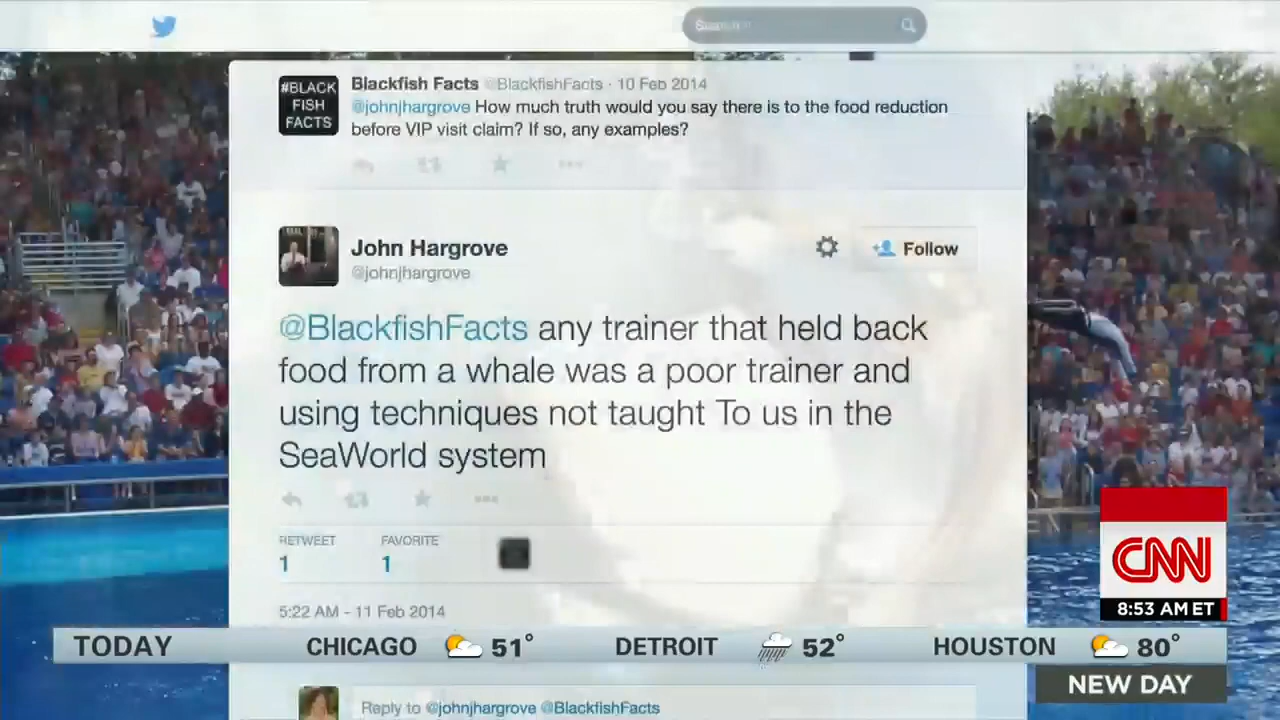 Search
#BLACK
FISH
FACTS
Blackfish Facts @BlackfishFacts · 10 Feb 2014
@johnjhargrove How much truth would you say there is to the food reduction
before VIP visit claim? If so, any examples?
John Hargrove
@johnjhargrove
Follow
@BlackfishFacts any trainer that held back
food from a whale was a poor trainer and
using techniques not taught To us in the
SeaWorld system
RETWEET FAVORITE
1 1
5:22 AM - 11 Feb 2014
CNN
8:53 AM ET
TODAY CHICAGO 51° DETROIT 52° HOUSTON 80°
NEW DAY
Reply to @johnjhargrove @BlackfishFacts